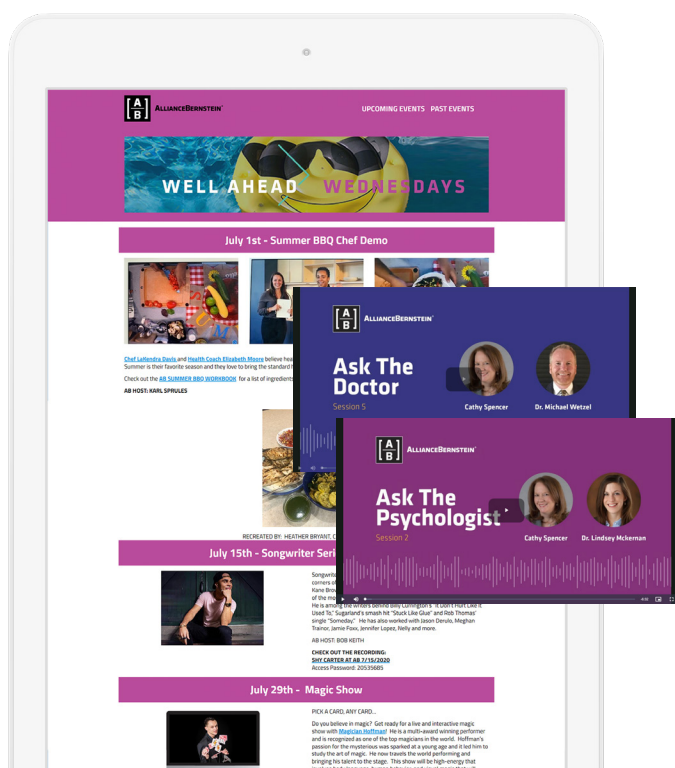 [A]
B
ALLIANCEBERNSTEIN
UPCOMING EVENTS PAST EVENTS
WELL AHEAD WEDNESDAYS
July 1st - Summer BBQ Chef Demo
Chef LaKendra Davis and Health Coach Elizabeth Moore believe hea
Summer is their favorite season and they love to bring the standard
Check out the AB SUMMER BBQ WORKBOOK for a list of ingredients
AB HOST: KARL SPRULES
RECREATED BY: HEATHER BRYANT, C
[A]
B
ALLIANCEBERNSTEIN
Ask The
Doctor
Session 5
Cathy Spencer Dr. Michael Wetzel
[A]
B
ALLIANCEBERNSTEIN
Ask The
Psychologist
Session 2
Cathy Spencer Dr. Lindsey Mckernan
July 15th - Songwriter Seri
Songwrite
corners of
Kane Brov
of the mo
He is among the writers behind Billy Currington's "It Don't Hurt Like It
Used To," Sugarland's smash hit "Stuck Like Glue" and Rob Thomas'
single "Someday." He has also worked with Jason Derulo, Meghan
Trainor, Jamie Foxx, Jennifer Lopez, Nelly and more.
AB HOST: BOB KEITH
CHECK OUT THE RECORDING:
SHY CARTER AT AB 7/15/2020
Access Password: 20535685
July 29th - Magic Show
PICK A CARD, ANY CARD...
Do you believe in magic? Get ready for a live and interactive magic
show with Magician Hoffman! He is a multi-award winning performer
and is recognized as one of the top magicians in the world. Hoffman's
passion for the mysterious was sparked at a young age and it led him to
study the art of magic. He now travels the world performing and
bringing his talent to the stage. This show will be high-energy that